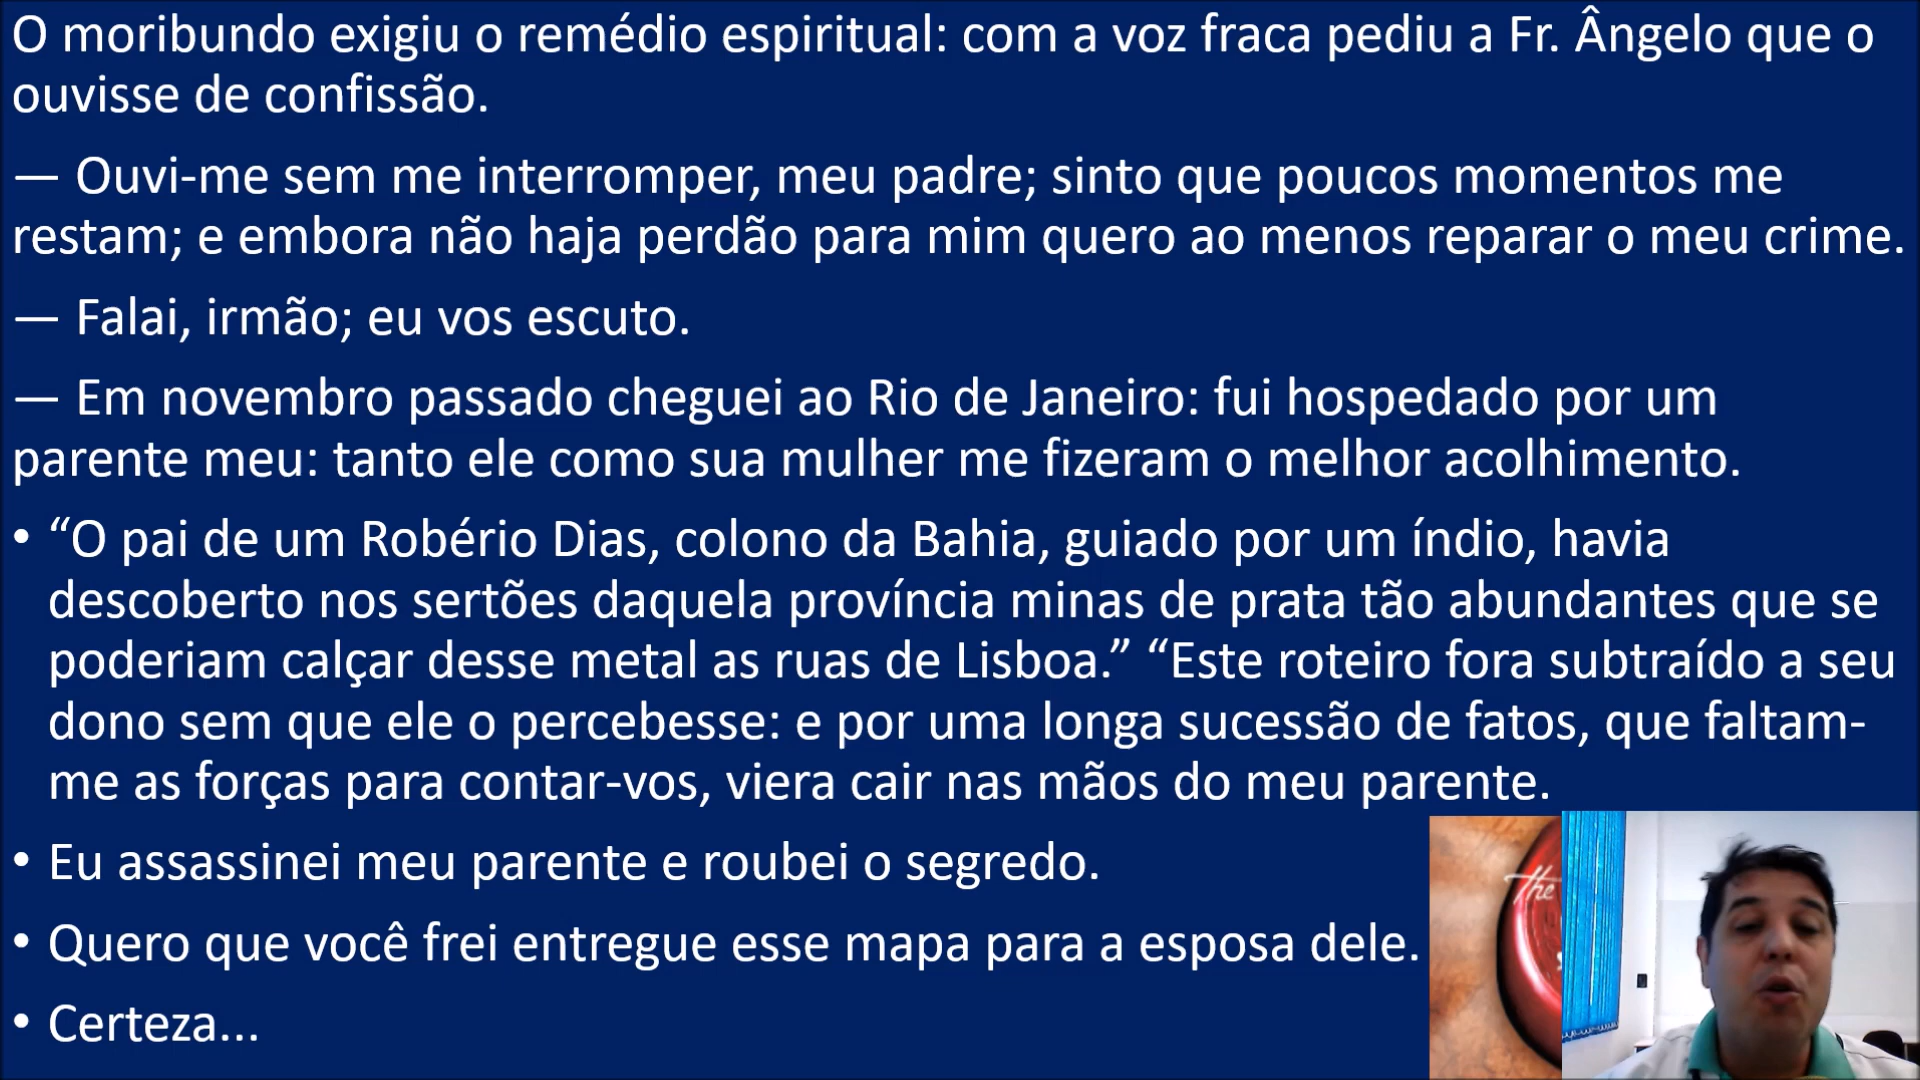 O moribundo exigiu o remédio espiritual: com a voz fraca pediu a Fr. Ângelo que o
ouvisse de confissão.
— Ouvi-me sem me interromper, meu padre; sinto que poucos momentos me
restam; e embora não haja perdão para mim quero ao menos reparar o meu crime.
— Falai, irmão; eu vos escuto.
— Em novembro passado cheguei ao Rio de Janeiro: fui hospedado por um
parente meu: tanto ele como sua mulher me fizeram o melhor acolhimento.
• “O pai de um Robério Dias, colono da Bahia, guiado por um índio, havia
descoberto nos sertões daquela província minas de prata tão abundantes que se
poderiam calçar desse metal as ruas de Lisboa.” “Este roteiro fora subtraído a seu
dono sem que ele o percebesse: e por uma longa sucessão de fatos, que faltam-
me as forças para contar-vos, viera cair nas mãos do meu parente.
• Eu assassinei meu parente e roubei o segredo.
• Quero que você frei entregue esse mapa para a esposa dele.
• Certeza...
the